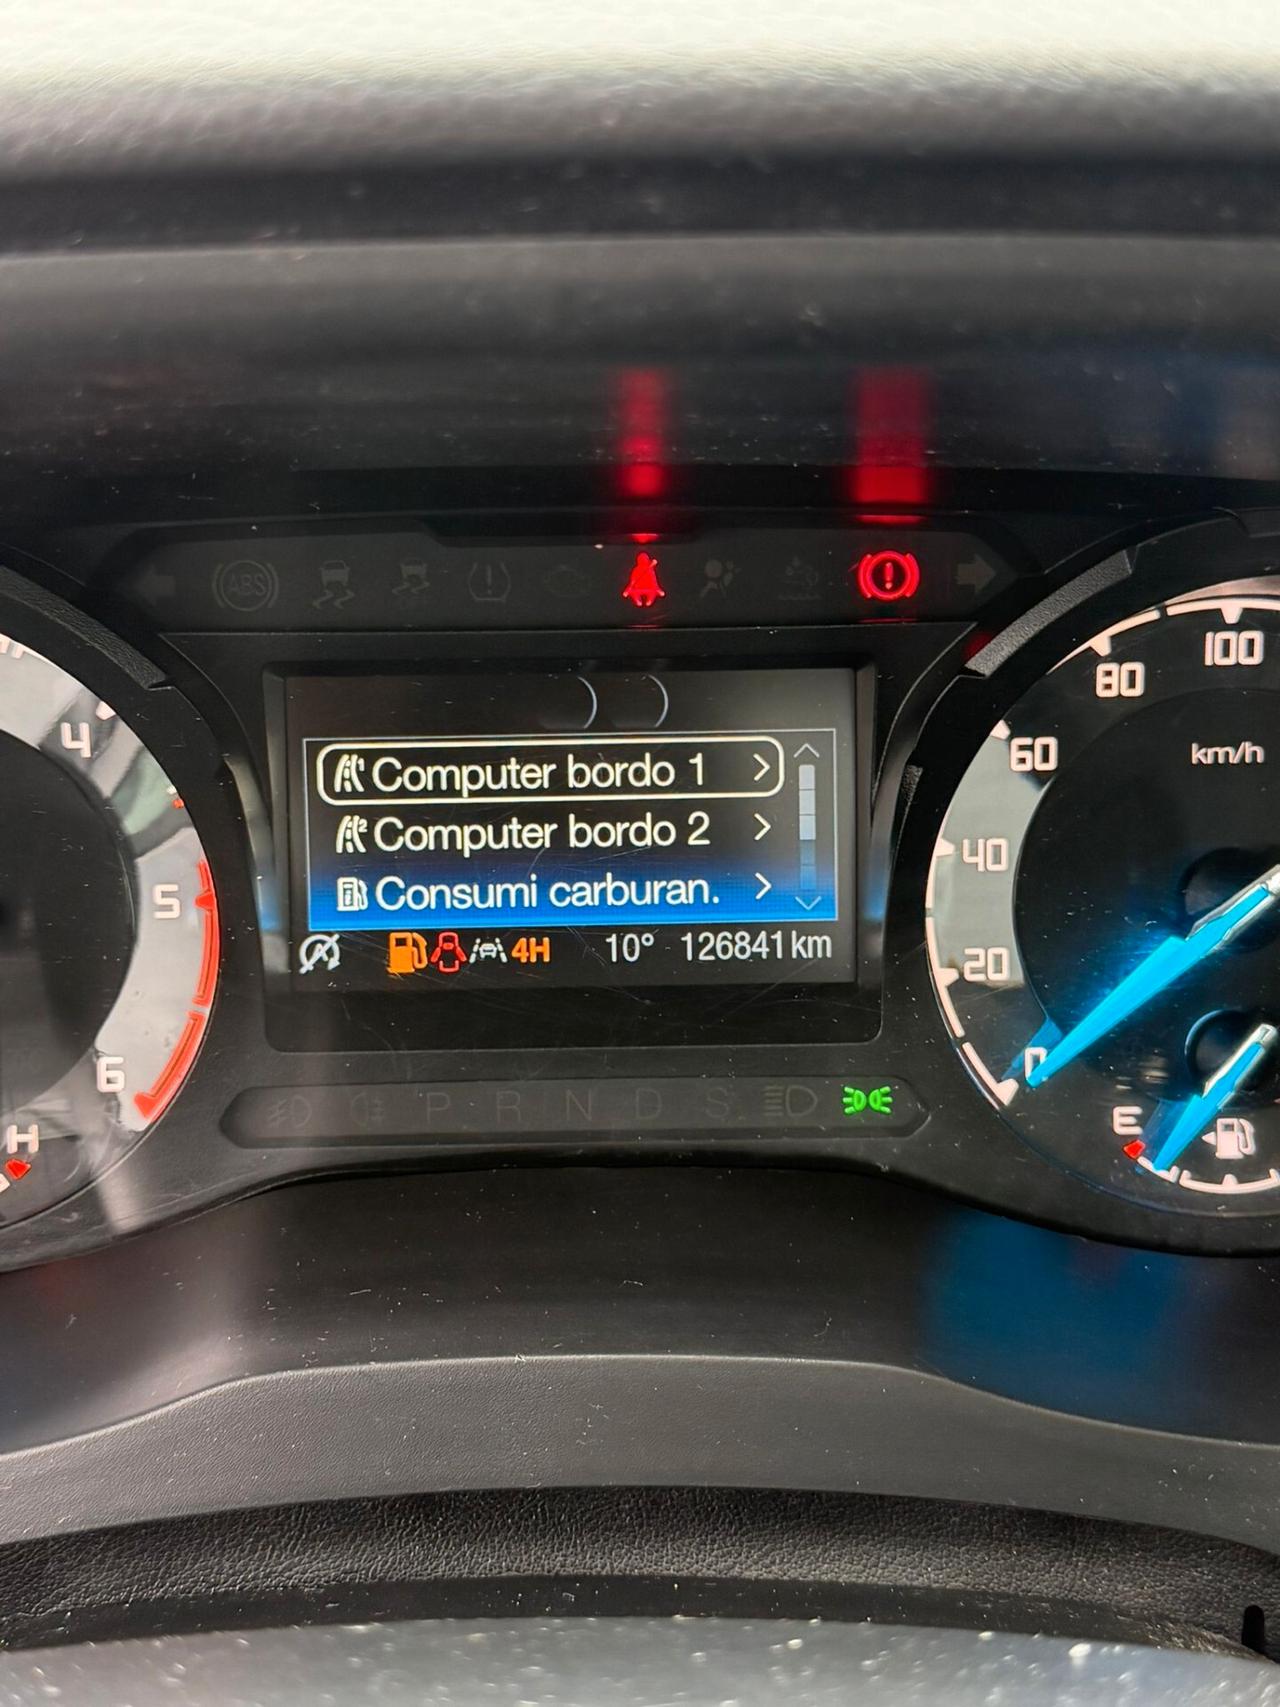 ABS
100
80
60
km/h
40
20
0
4
5
6
H
Computer bordo 1
Computer bordo 2
Consumi carburan.
4H 10° 126841 km
P R N D S
E